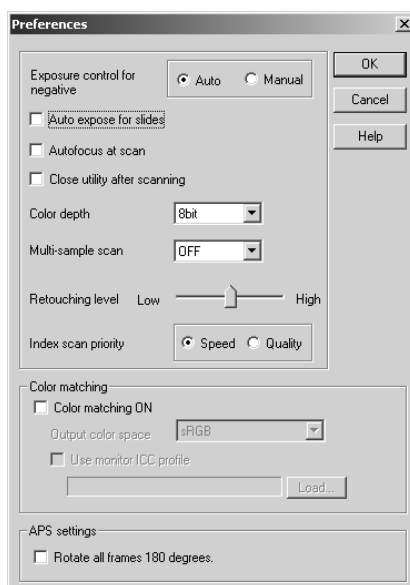 Preferences
Exposure control for
negative
Auto
Manual
OK
Cancel
Help
Auto expose for slides
Autofocus at scan
Close utility after scanning
Color depth
8bit
Multi-sample scan
OFF
Retouching level Low High
Index scan priority
Speed
Quality
Color matching
Color matching ON
Output color space
sRGB
Use monitor ICC profile
Load...
APS settings
Rotate all frames 180 degrees.